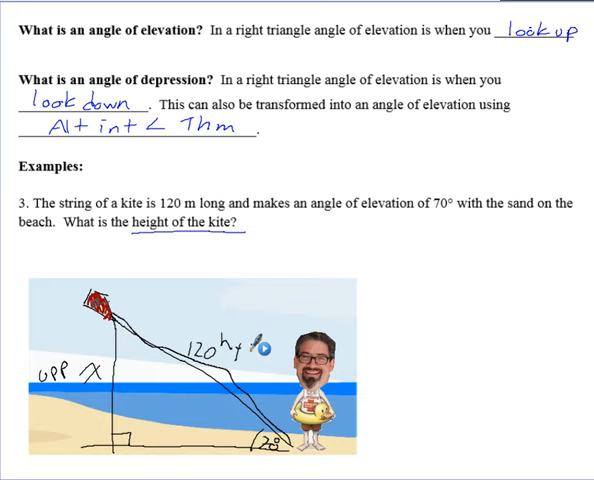 What is an angle of elevation? In a right triangle angle of elevation is when you look up
What is an angle of depression? In a right triangle angle of elevation is when you
look down. This can also be transformed into an angle of elevation using
Alt int < Thm.
Examples:
3. The string of a kite is 120 m long and makes an angle of elevation of 70° with the sand on the
beach. What is the height of the kite?
120 hy
opp x
70°